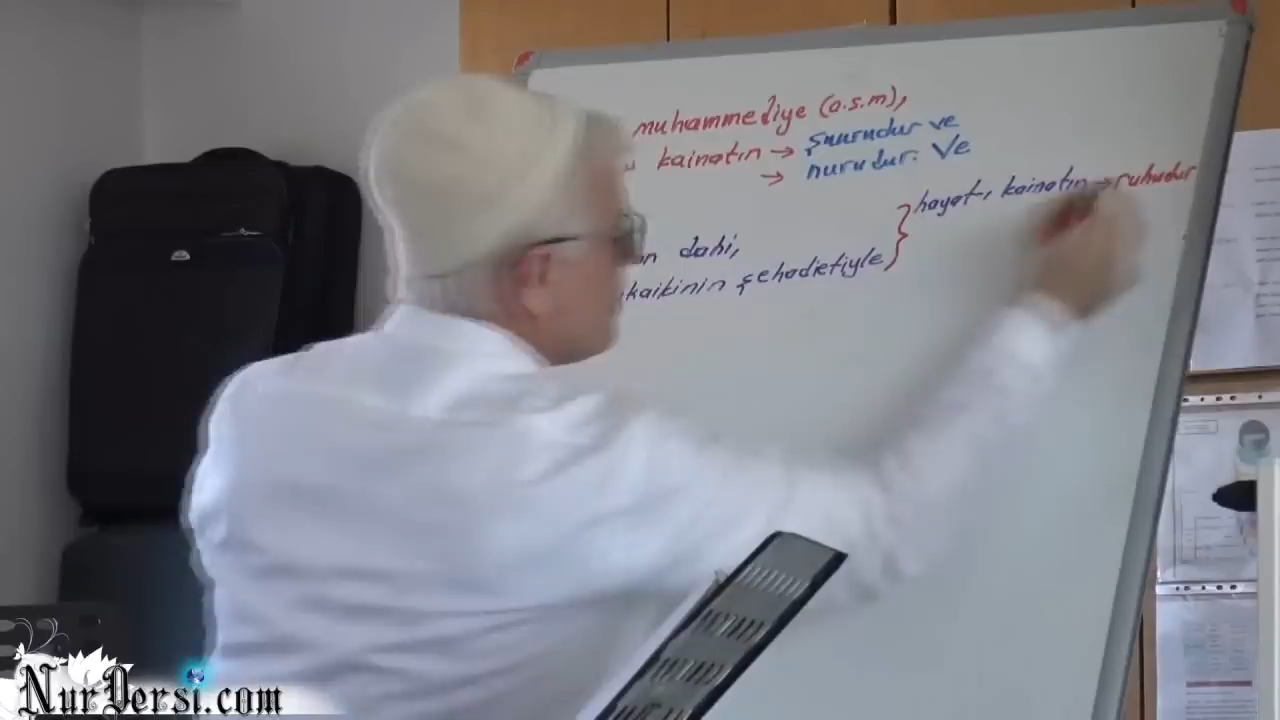 muhammediye (a.s.m),
kainatın → şuurudur ve
→ nurudur. Ve
dahi,
şehadetiyle } hayat, kainatın → ruhudur
NurDersi.com